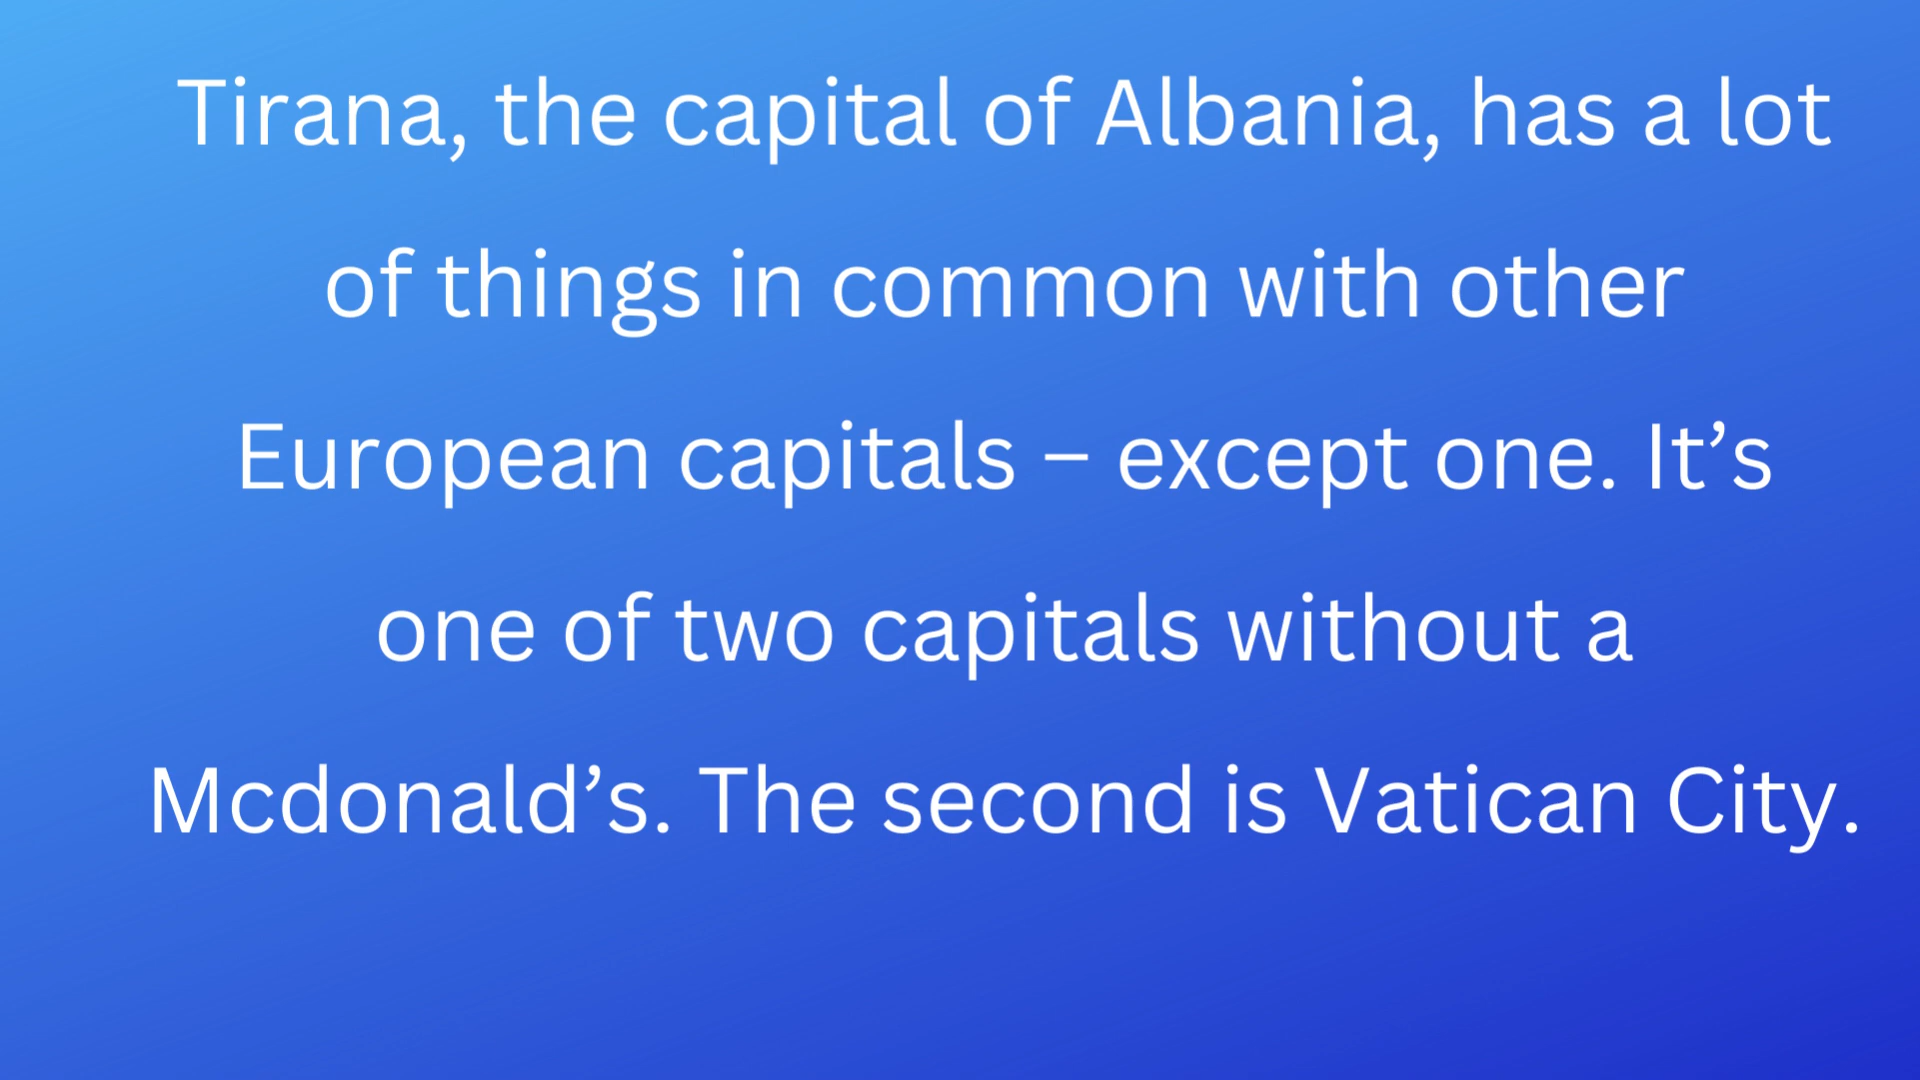 Tirana, the capital of Albania, has a lot
of things in common with other
European capitals – except one. It’s
one of two capitals without a
Mcdonald’s. The second is Vatican City.